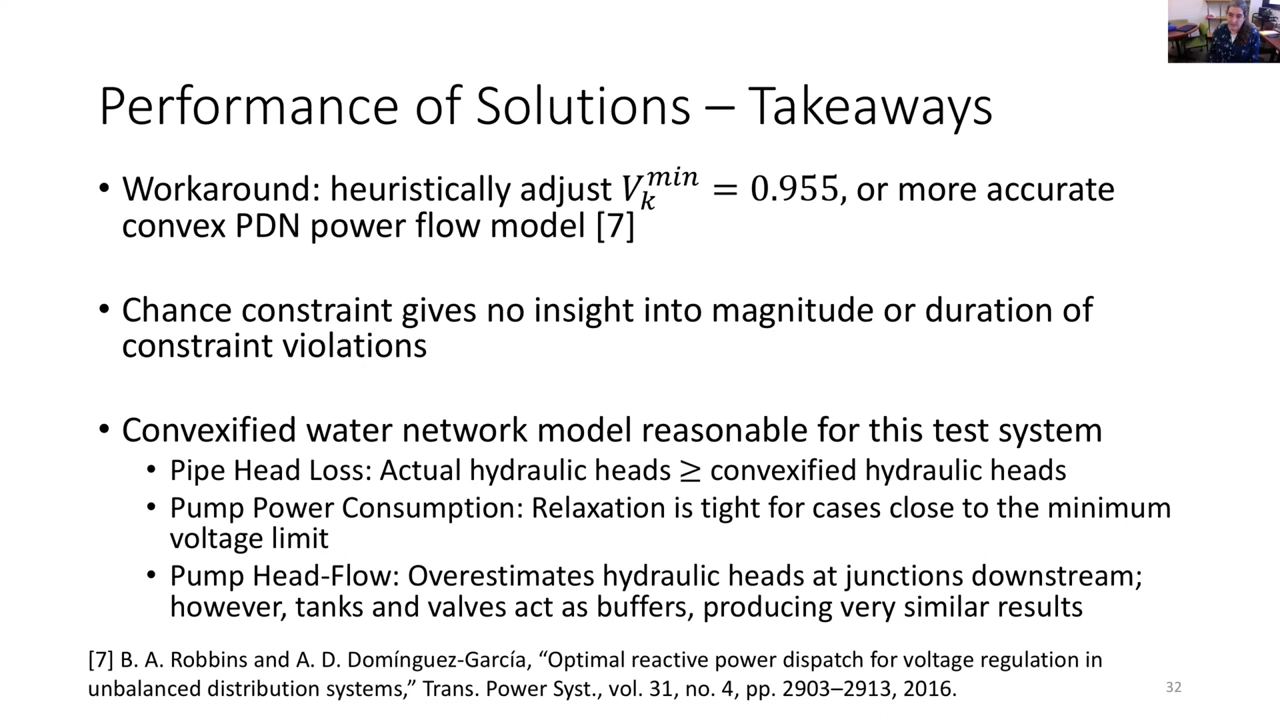 Performance of Solutions – Takeaways
• Workaround: heuristically adjust V_k^min = 0.955, or more accurate
convex PDN power flow model [7]
• Chance constraint gives no insight into magnitude or duration of
constraint violations
• Convexified water network model reasonable for this test system
• Pipe Head Loss: Actual hydraulic heads ≥ convexified hydraulic heads
• Pump Power Consumption: Relaxation is tight for cases close to the minimum
voltage limit
• Pump Head-Flow: Overestimates hydraulic heads at junctions downstream;
however, tanks and valves act as buffers, producing very similar results
[7] B. A. Robbins and A. D. Domínguez-García, “Optimal reactive power dispatch for voltage regulation in
unbalanced distribution systems,” Trans. Power Syst., vol. 31, no. 4, pp. 2903–2913, 2016.
32